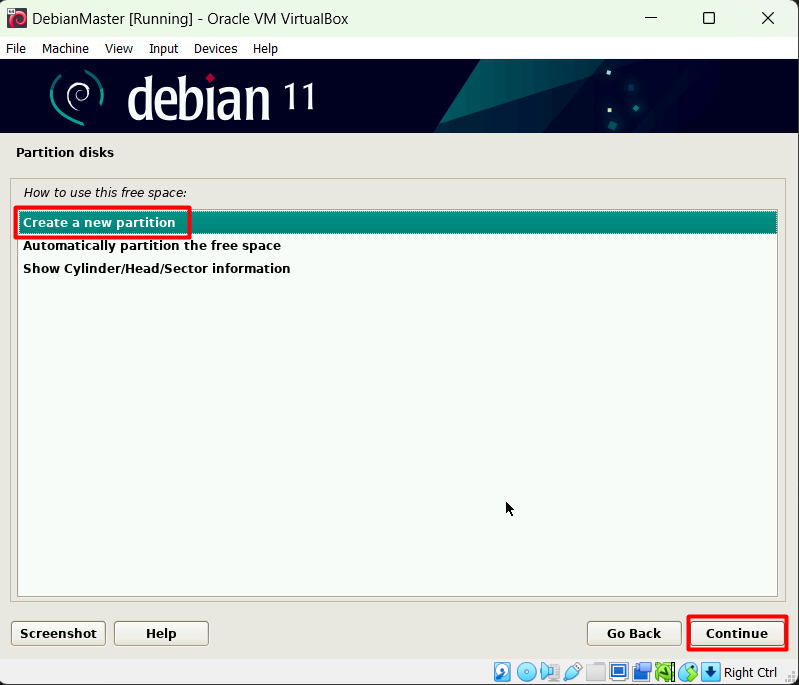 DebianMaster [Running] - Oracle VM VirtualBox
File Machine View Input Devices Help
debian 11
Partition disks
How to use this free space:
Create a new partition
Automatically partition the free space
Show Cylinder/Head/Sector information
Screenshot Help Go Back Continue
Right Ctrl